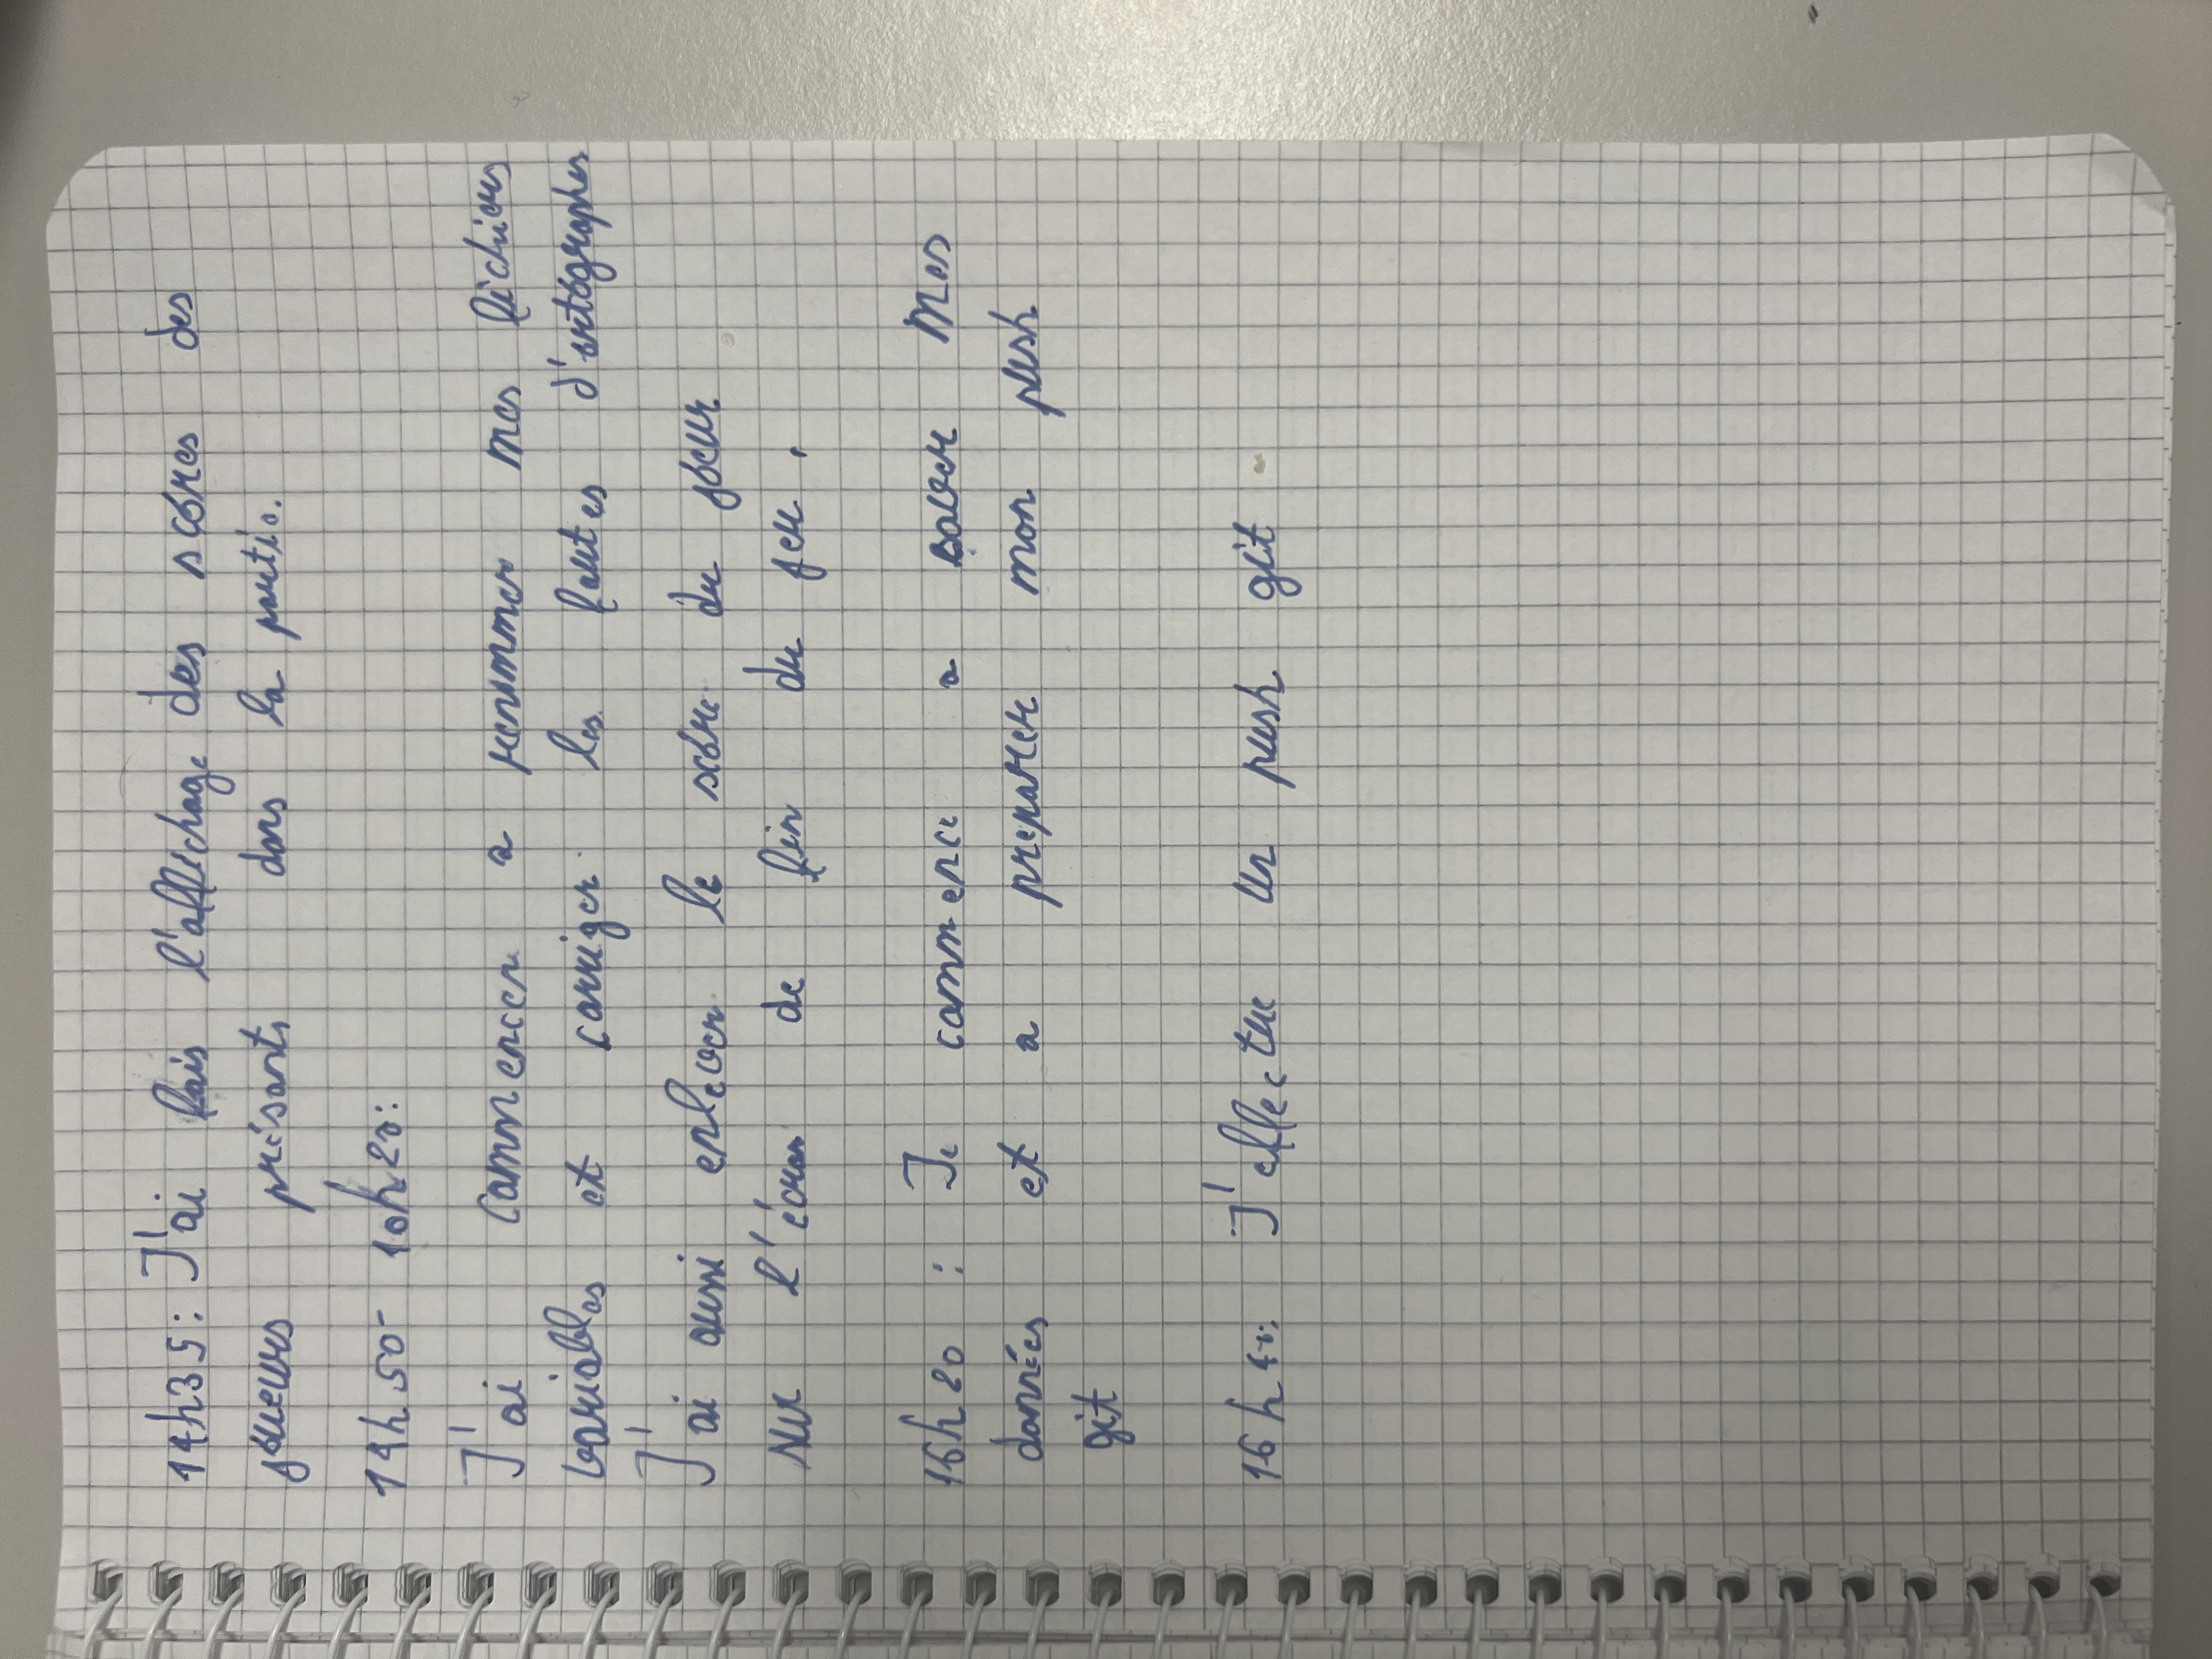 14h35: J'ai fais l'affichage des scores des
joueurs présents dans la partie.
14h50- 16h20:
J'ai commencer a renommer mes fichiers
variables et corriger les fautes d'ortographes
J'ai aussi enlever le score du joeur
sur l'écran de fin du jeu.
16h20 : Je commence a sauver mes
données et a preparer mon push
git
16h40: J'effectue un push git